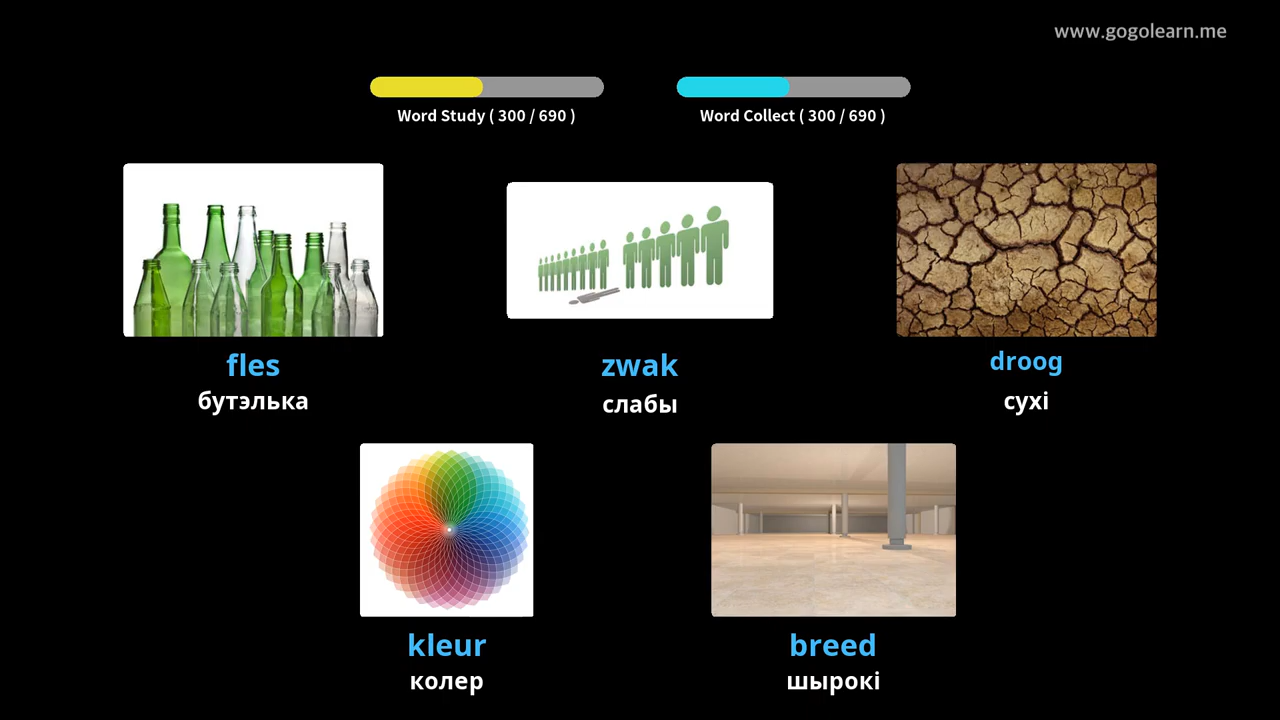 www.gogolearn.me
Word Study ( 300 / 690 )
Word Collect ( 300 / 690 )
fles
бутэлька
zwak
слабы
droog
сухі
kleur
колер
breed
шырокі